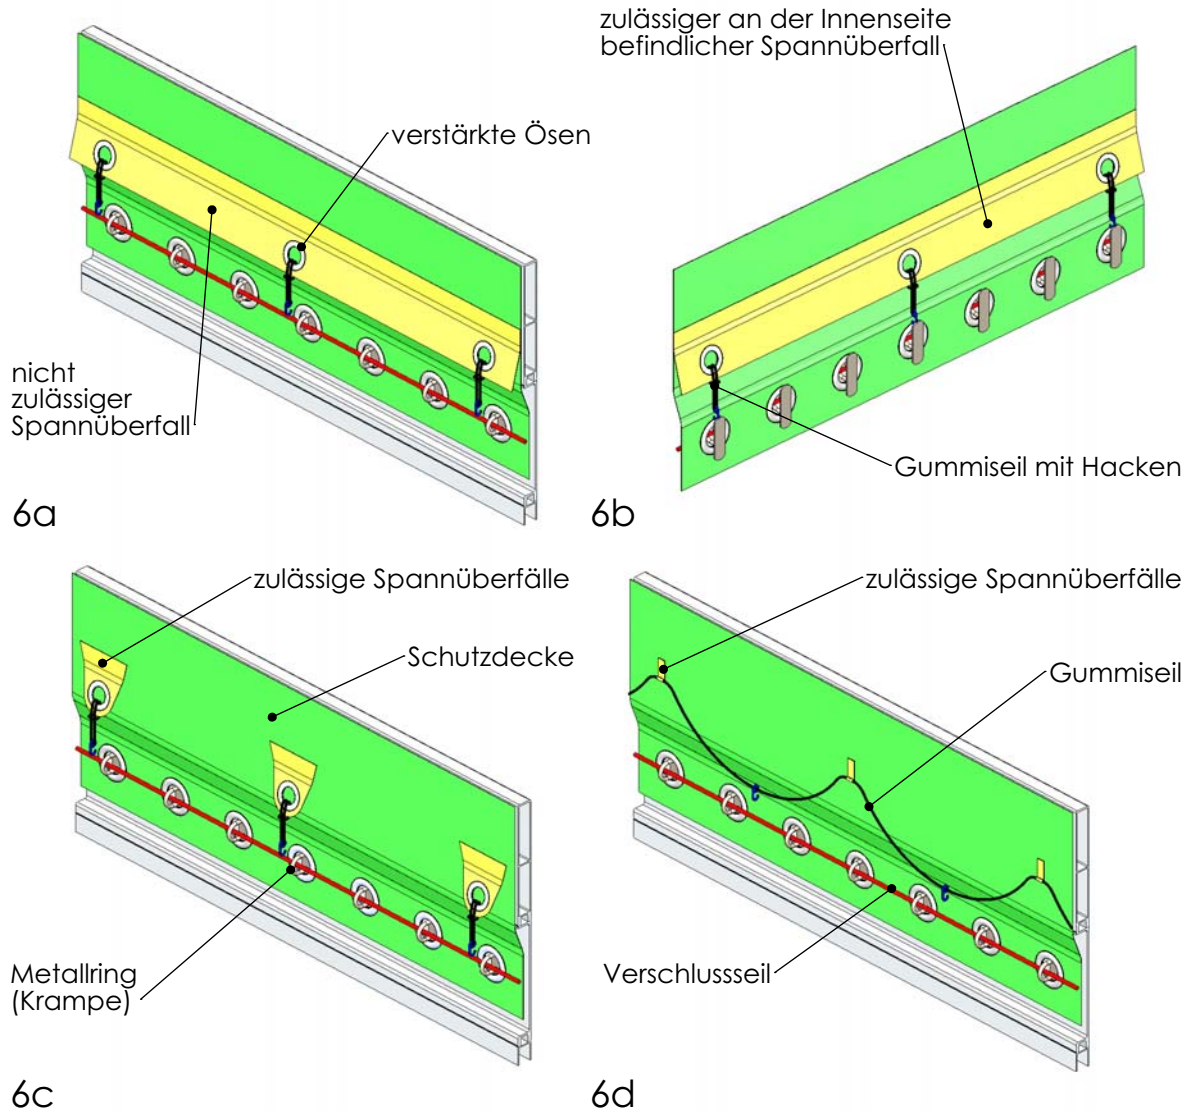 zulässiger an der Innenseite
befindlicher Spannüberfall
verstärkte Ösen
nicht
zulässiger
Spannüberfall
Gummiseil mit Hacken
6a
6b
zulässige Spannüberfälle
zulässige Spannüberfälle
Schutzdecke
Gummiseil
Metallring
(Krampe)
Verschlussseil
6c
6d